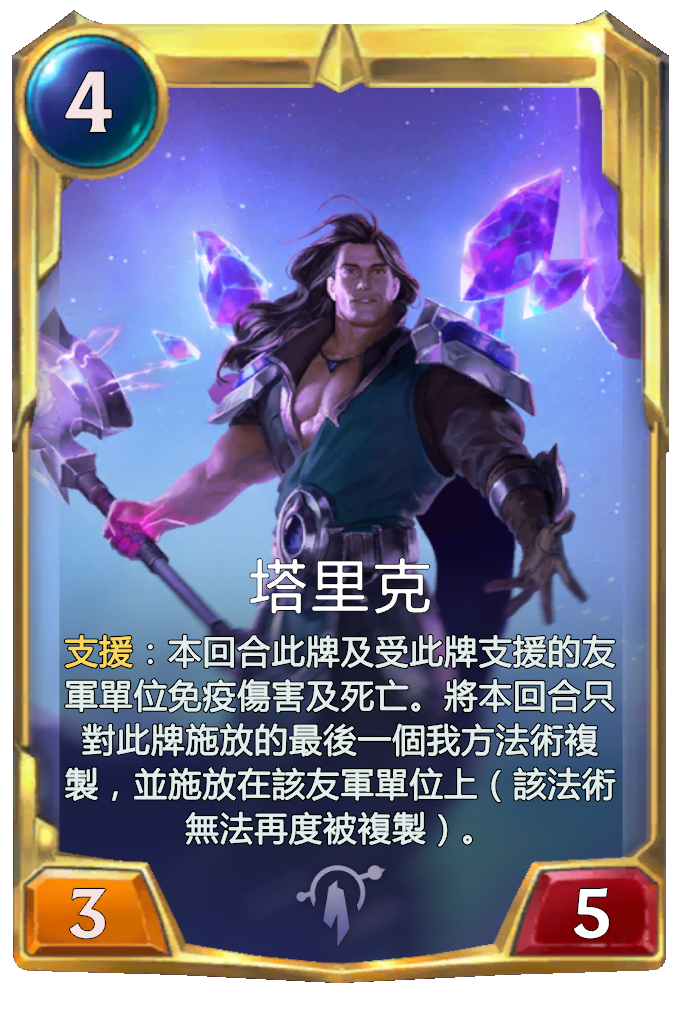 4
塔里克
支援：本回合此牌及受此牌支援的友
軍單位免疫傷害及死亡。將本回合只
對此牌施放的最後一個我方法術複
製，並施放在該友軍單位上（該法術
無法再度被複製）。
3
5